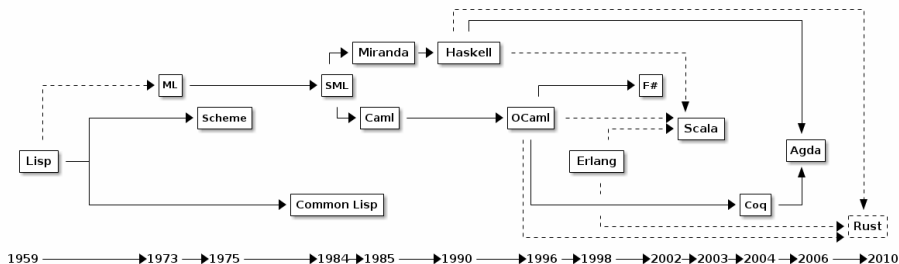 Miranda
Haskell
ML
SML
F#
Scheme
Caml
OCaml
Scala
Lisp
Erlang
Agda
Common Lisp
Coq
Rust
1959 1973 1975 1984 1985 1990 1996 1998 2002 2003 2004 2006 2010